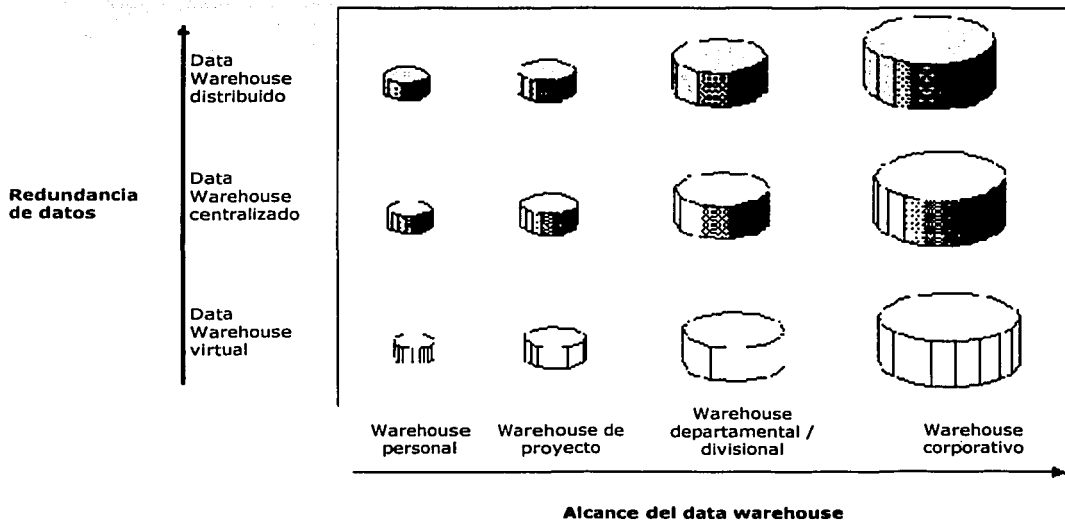 Data
Warehouse
distribuido
Redundancia
de datos
Data
Warehouse
centralizado
Data
Warehouse
virtual
Warehouse
personal
Warehouse de
proyecto
Warehouse
departamental /
divisional
Warehouse
corporativo
Alcance del data warehouse